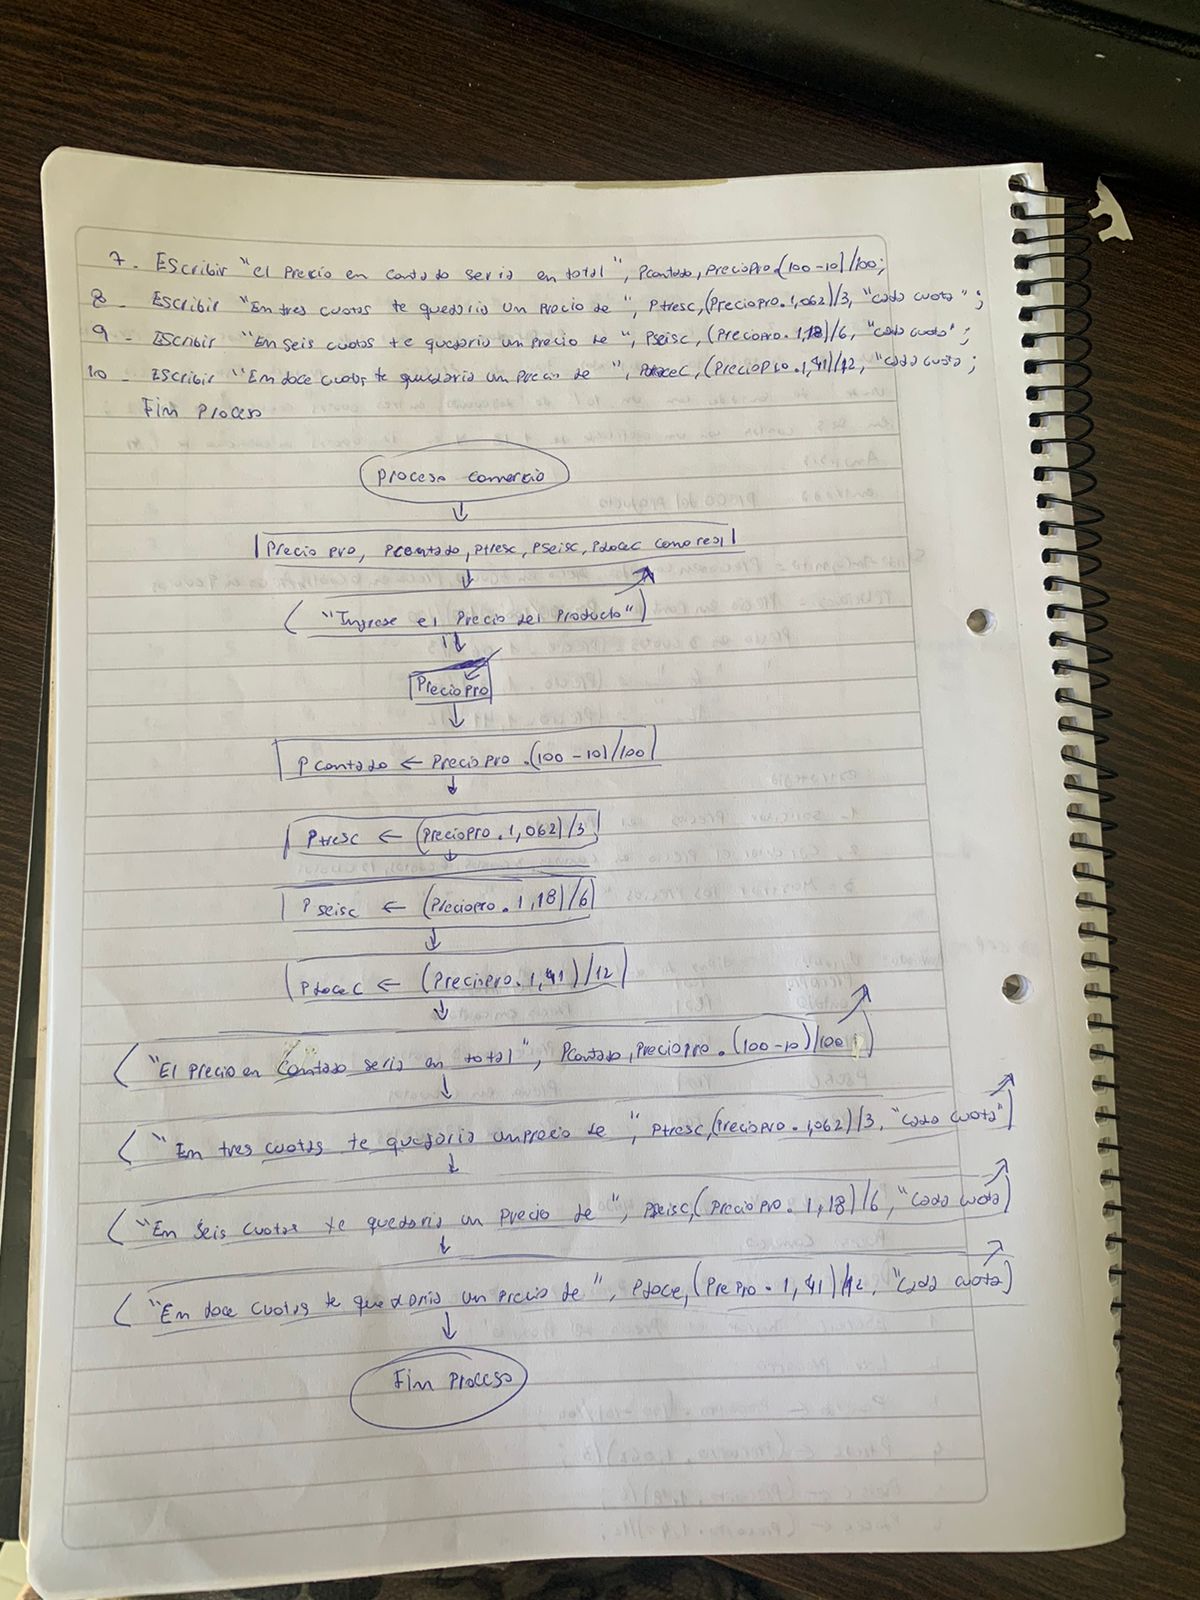 7. Escribir "el Precio en contado seria en total", Pcontado, PrecioPro.(100-10)/100;
8 - Escribir "En tres cuotas te quedaria un Precio de ", Ptresc, (PrecioPro.1,062)/3, "cada cuota";
9 - Escribir "En seis cuotas te quedaria un precio de", Pseisc, (Preciopro. 1,18)/6, "cada cuota";
10 - Escribir "En doce cuotas te quedaria un Precio de ", PdoceC, (PrecioPro.1,41)/12, "cada cuota;
Fin Proceso
Proceso comercio
Precio pro, Pcontado, Ptresc, PSeisc, PdoceC como real
"Ingrese el Precio del Producto"
PrecioPro
Pcontado ← PrecioPro.(100-10)/100
Ptresc ← (PrecioPro.1,062)/3
Pseisc ← (Preciopro.1,18)/6
PdoceC ← (Preciopro.1,41)/12
"El Precio en Contado seria en total", Pcontado, Preciopro.(100-10)/100
"En tres cuotas te quedaria un precio de ", Ptresc, (Preciopro.1,062)/3, "cada cuota"
"En Seis cuotas te quedaria un Precio de", PSeisc, (PrecioPro. 1,18)/6, "cada cuota
"En doce cuotas te quedaria un Precio de ", Pdoce, (PrePro. 1,41)/12, "Cada cuota
Fin Proceso